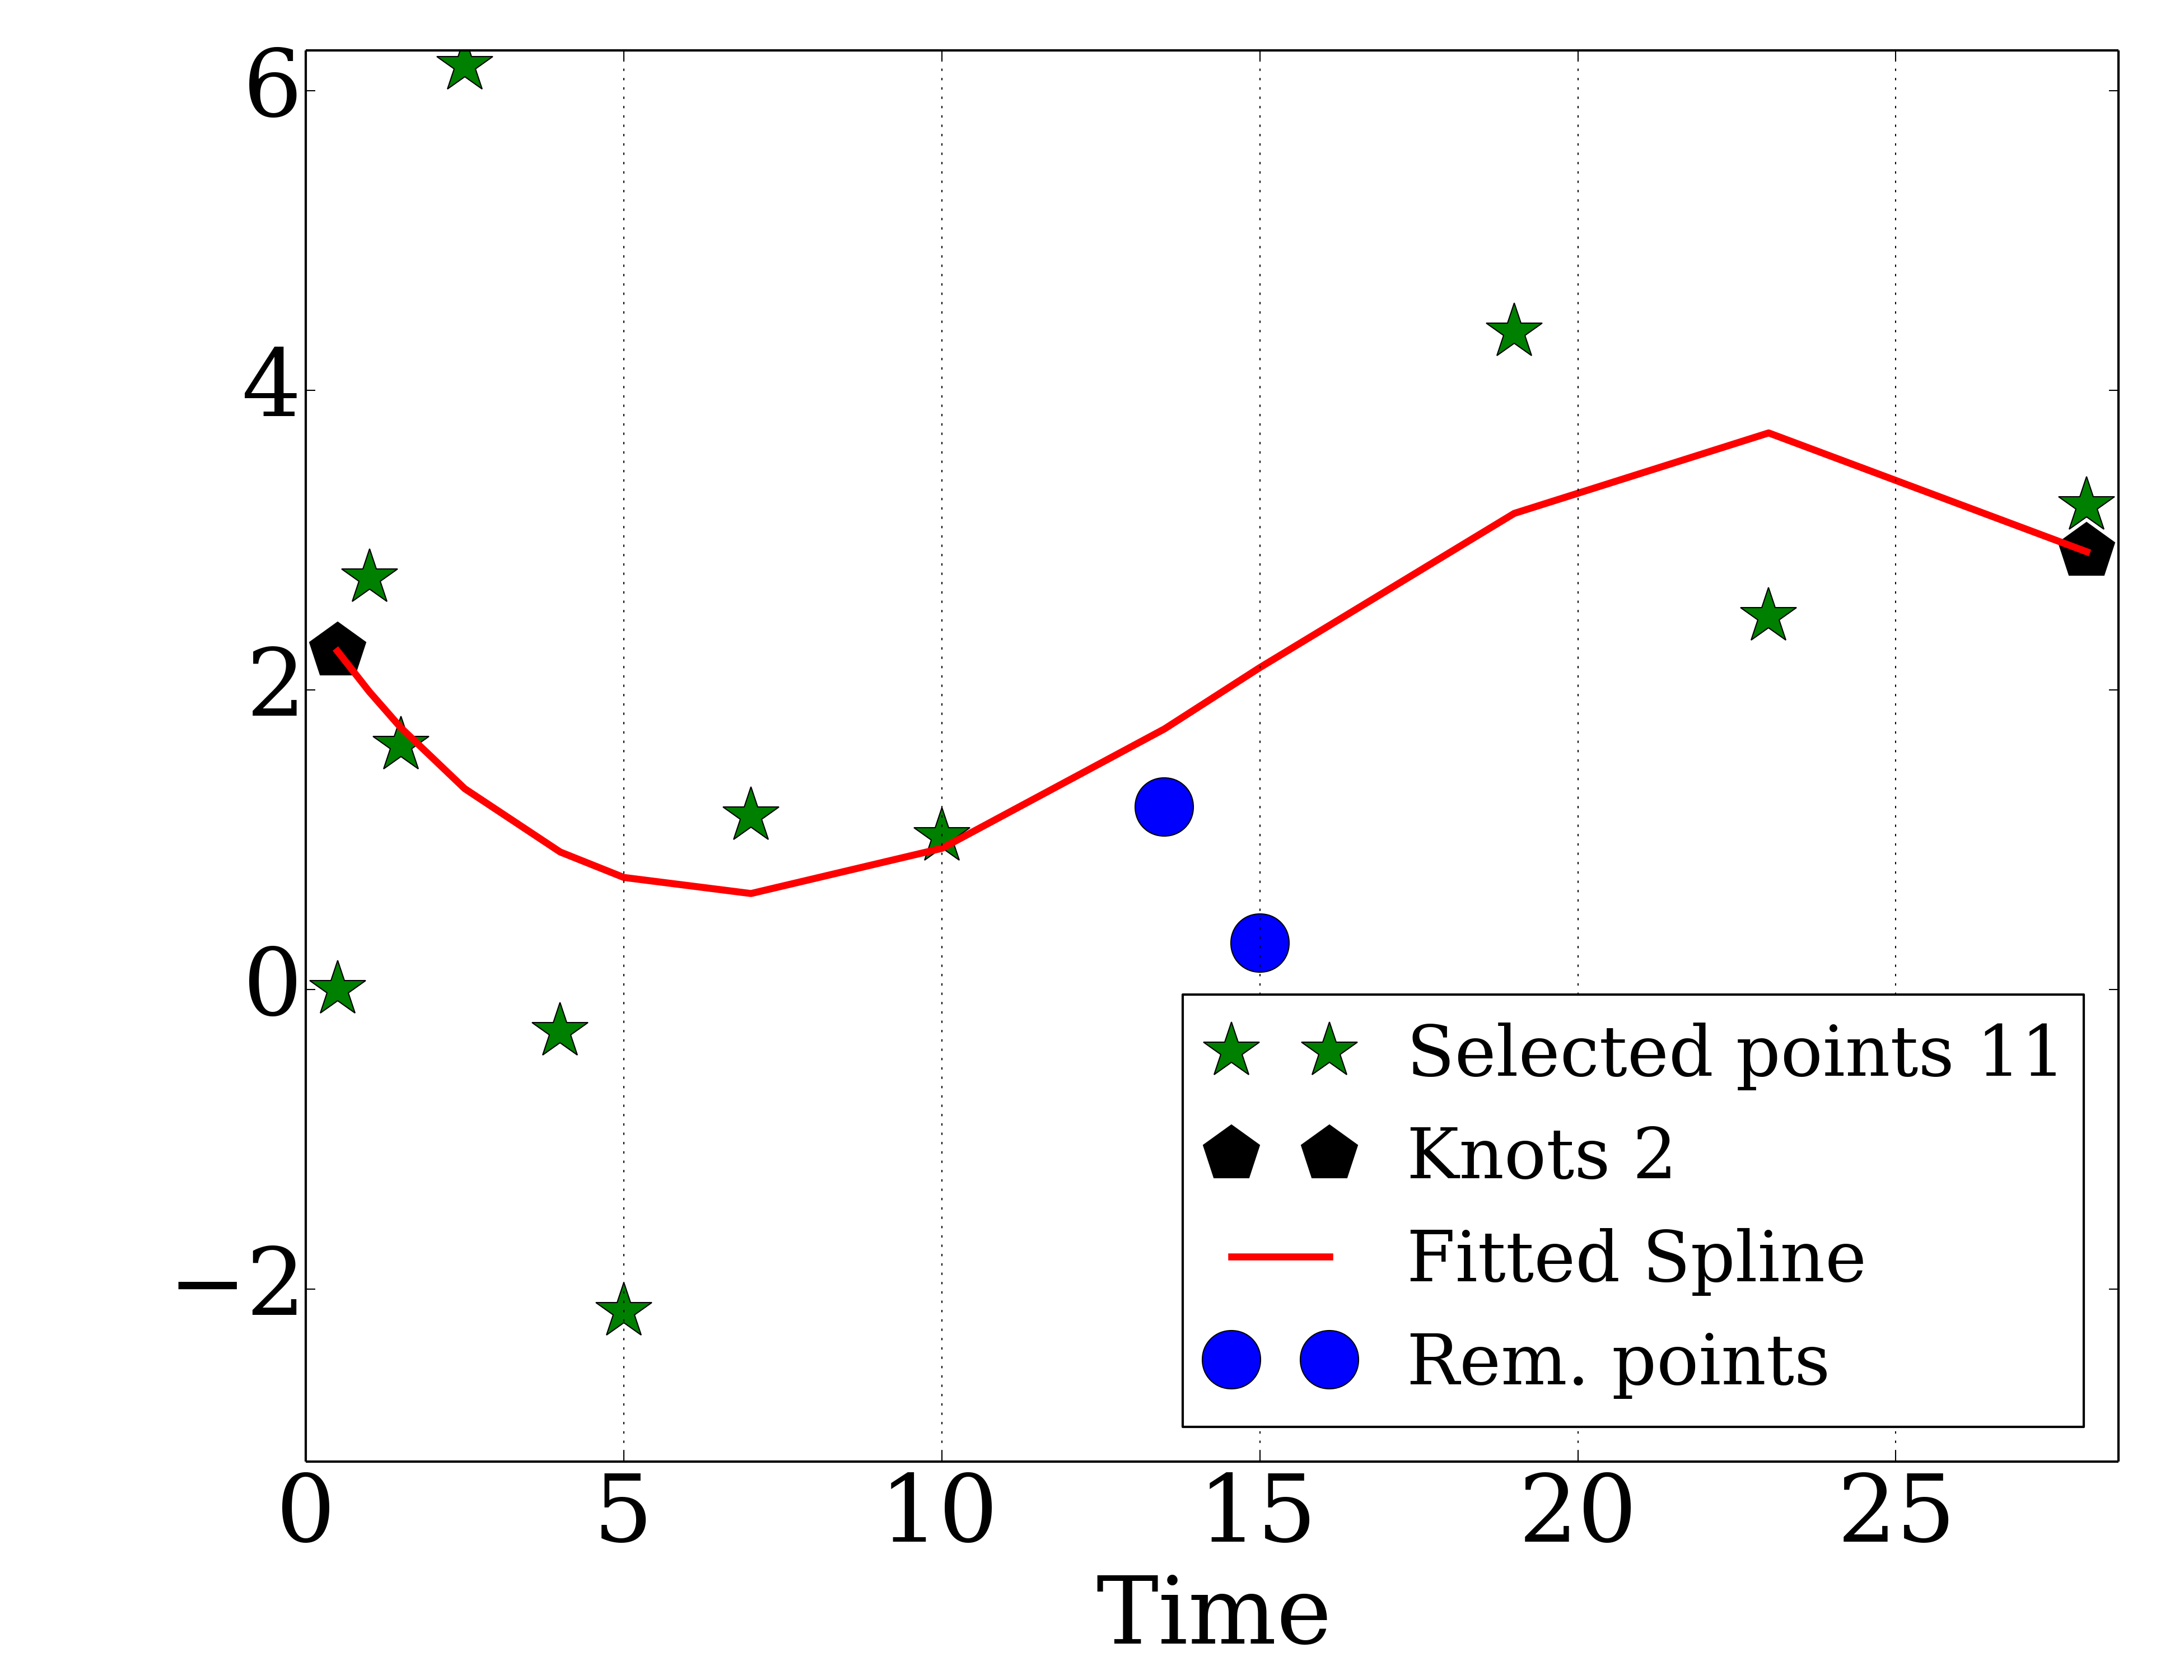 6
4
2
0
−2
0 5 10 15 20 25
Time
Selected points 11
Knots 2
Fitted Spline
Rem. points